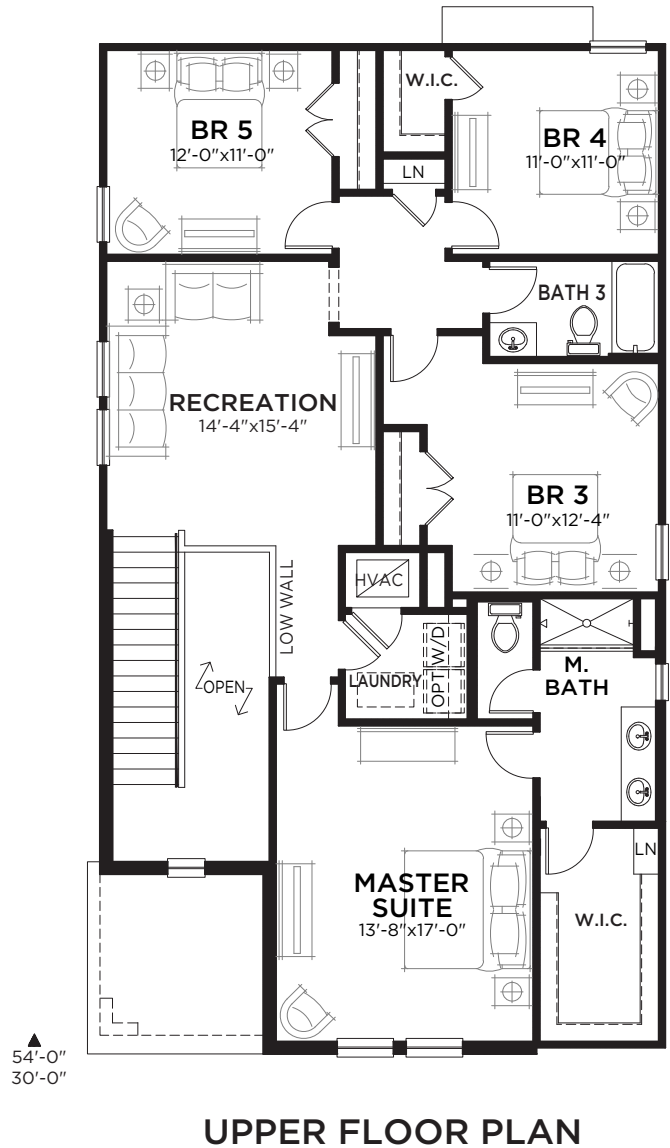 W.I.C.
BR 5
12'-0"x11'-0"
BR 4
11'-0"x11'-0"
LN
BATH 3
RECREATION
14'-4"x15'-4"
BR 3
11'-0"x12'-4"
HVAC
LOW WALL
OPT W/D
LAUNDRY
M.
BATH
OPEN
LN
MASTER
SUITE
13'-8"x17'-0"
W.I.C.
54'-0"
30'-0"
UPPER FLOOR PLAN